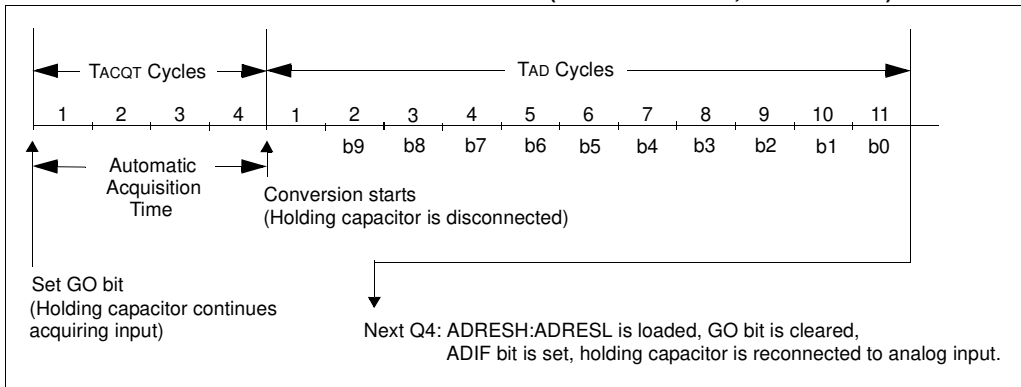 TACQT Cycles
TAD Cycles
1 2 3 4 1 2 3 4 5 6 7 8 9 10 11
b9 b8 b7 b6 b5 b4 b3 b2 b1 b0
Automatic
Acquisition
Time
Conversion starts
(Holding capacitor is disconnected)
Set GO bit
(Holding capacitor continues
acquiring input)
Next Q4: ADRESH:ADRESL is loaded, GO bit is cleared,
ADIF bit is set, holding capacitor is reconnected to analog input.